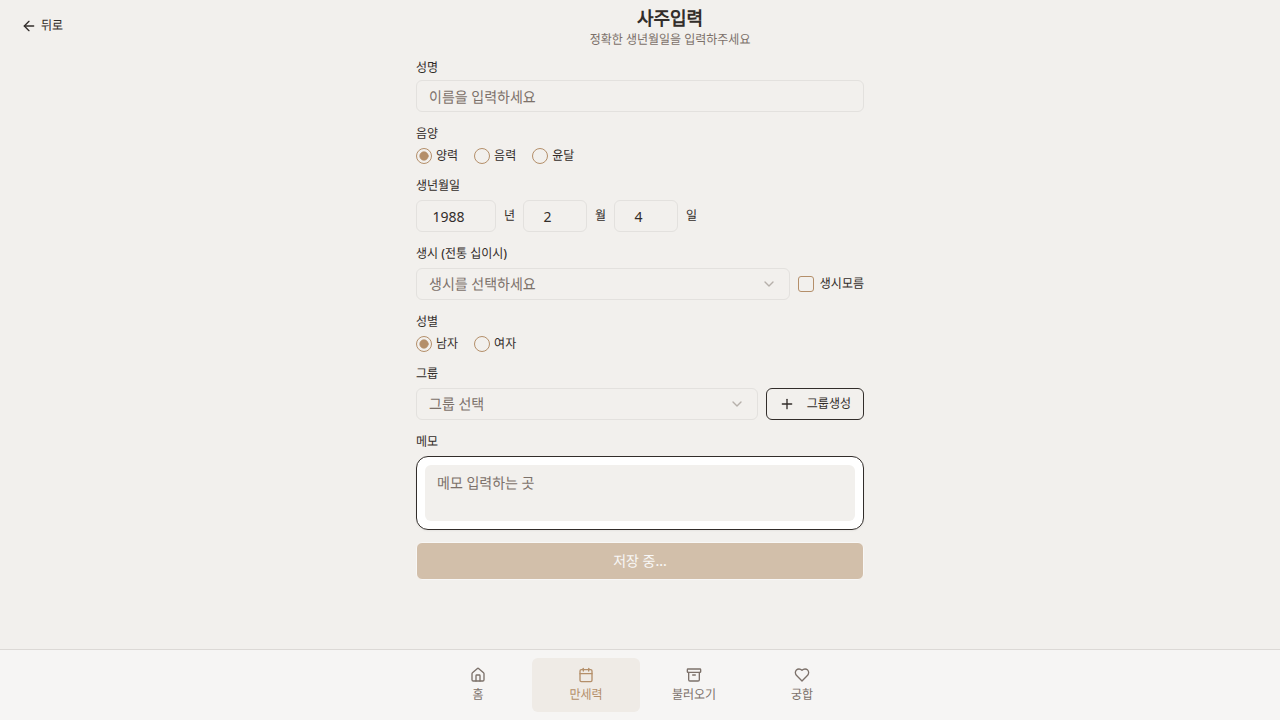 뒤로
사주입력
정확한 생년월일을 입력하주세요
성명
이름을 입력하세요
음양
양력 음력 윤달
생년월일
1988 년 2 월 4 일
생시 (전통 십이시)
생시를 선택하세요 생시모름
성별
남자 여자
그룹
그룹 선택 그룹생성
메모
메모 입력하는 곳
저장 중...
홈 만세력 불러오기 궁합